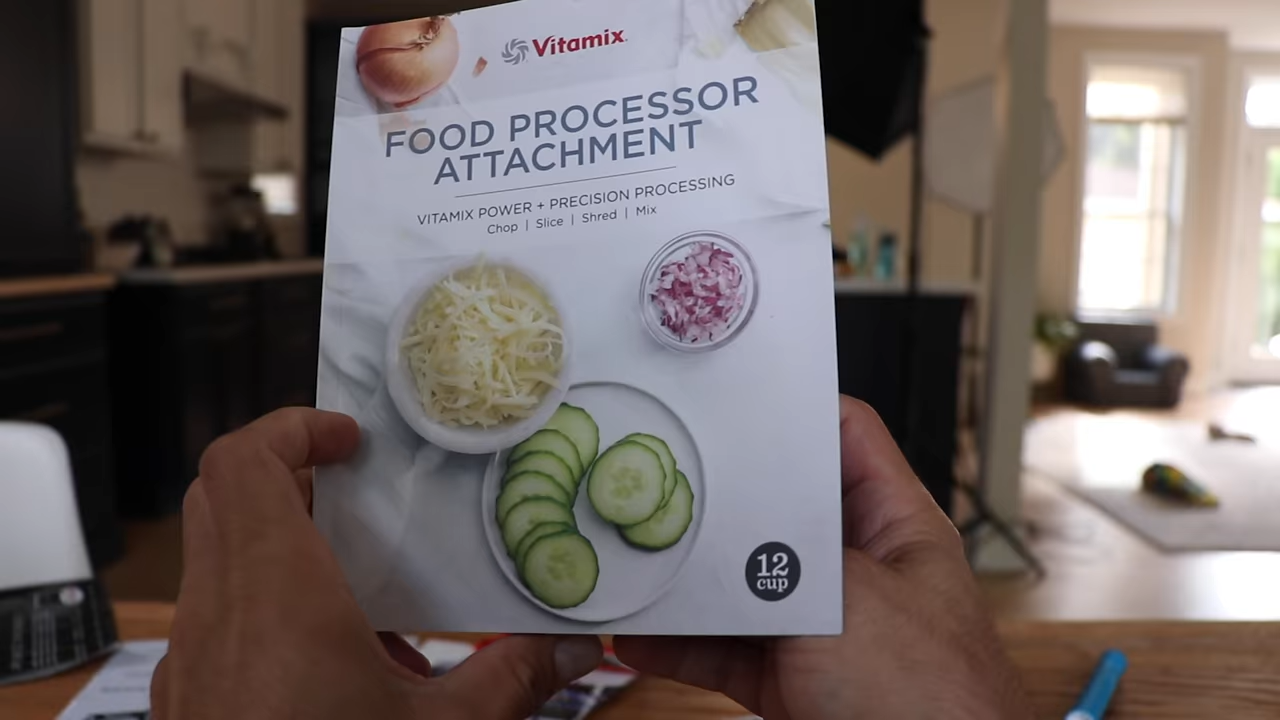 Vitamix
FOOD PROCESSOR
ATTACHMENT
VITAMIX POWER + PRECISION PROCESSING
Chop | Slice | Shred | Mix
12
cup